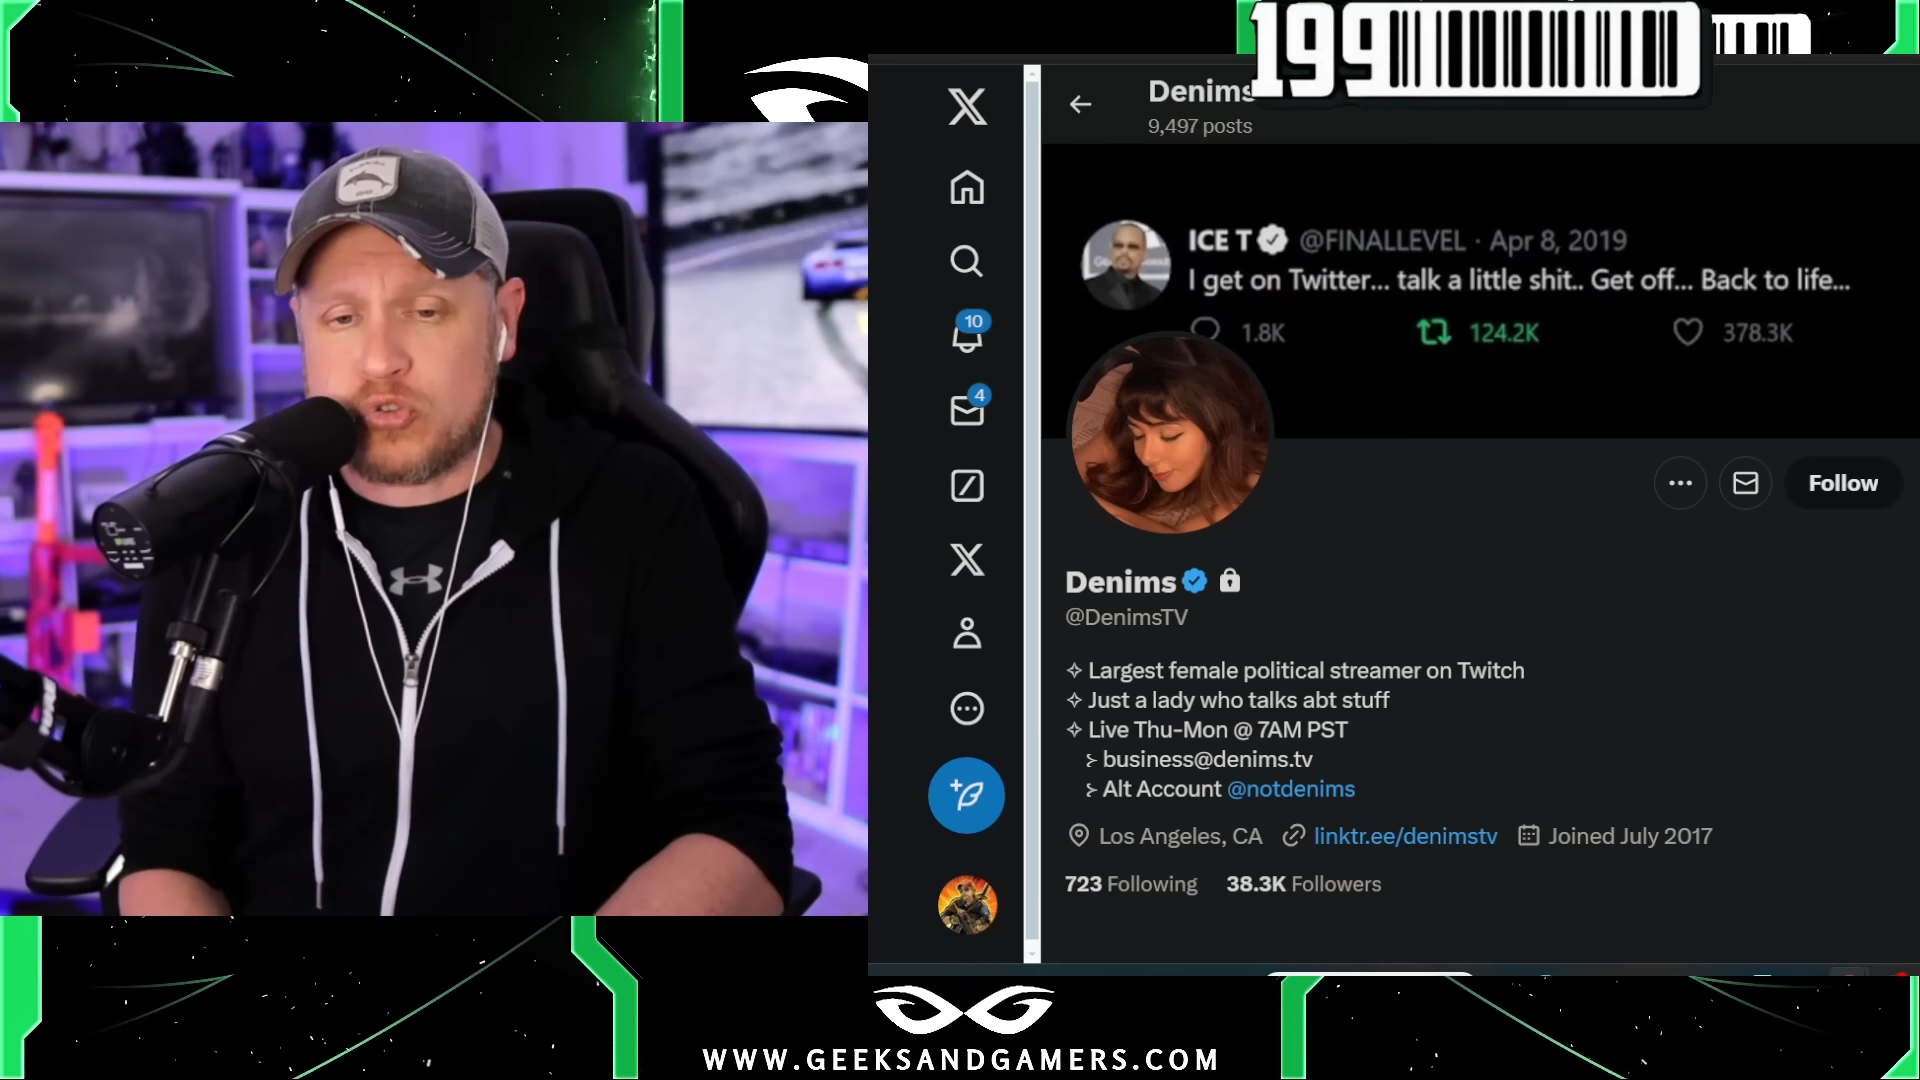 199
Denims
9,497 posts
ICE T @FINALLEVEL · Apr 8, 2019
I get on Twitter... talk a little shit.. Get off... Back to life...
1.8K 124.2K 378.3K
10
4
Follow
Denims
@DenimsTV
✧ Largest female political streamer on Twitch
✧ Just a lady who talks abt stuff
✧ Live Thu-Mon @ 7AM PST
⊱ business@denims.tv
⊱ Alt Account @notdenims
Los Angeles, CA linktr.ee/denimstv Joined July 2017
723 Following 38.3K Followers
WWW.GEEKSANDGAMERS.COM